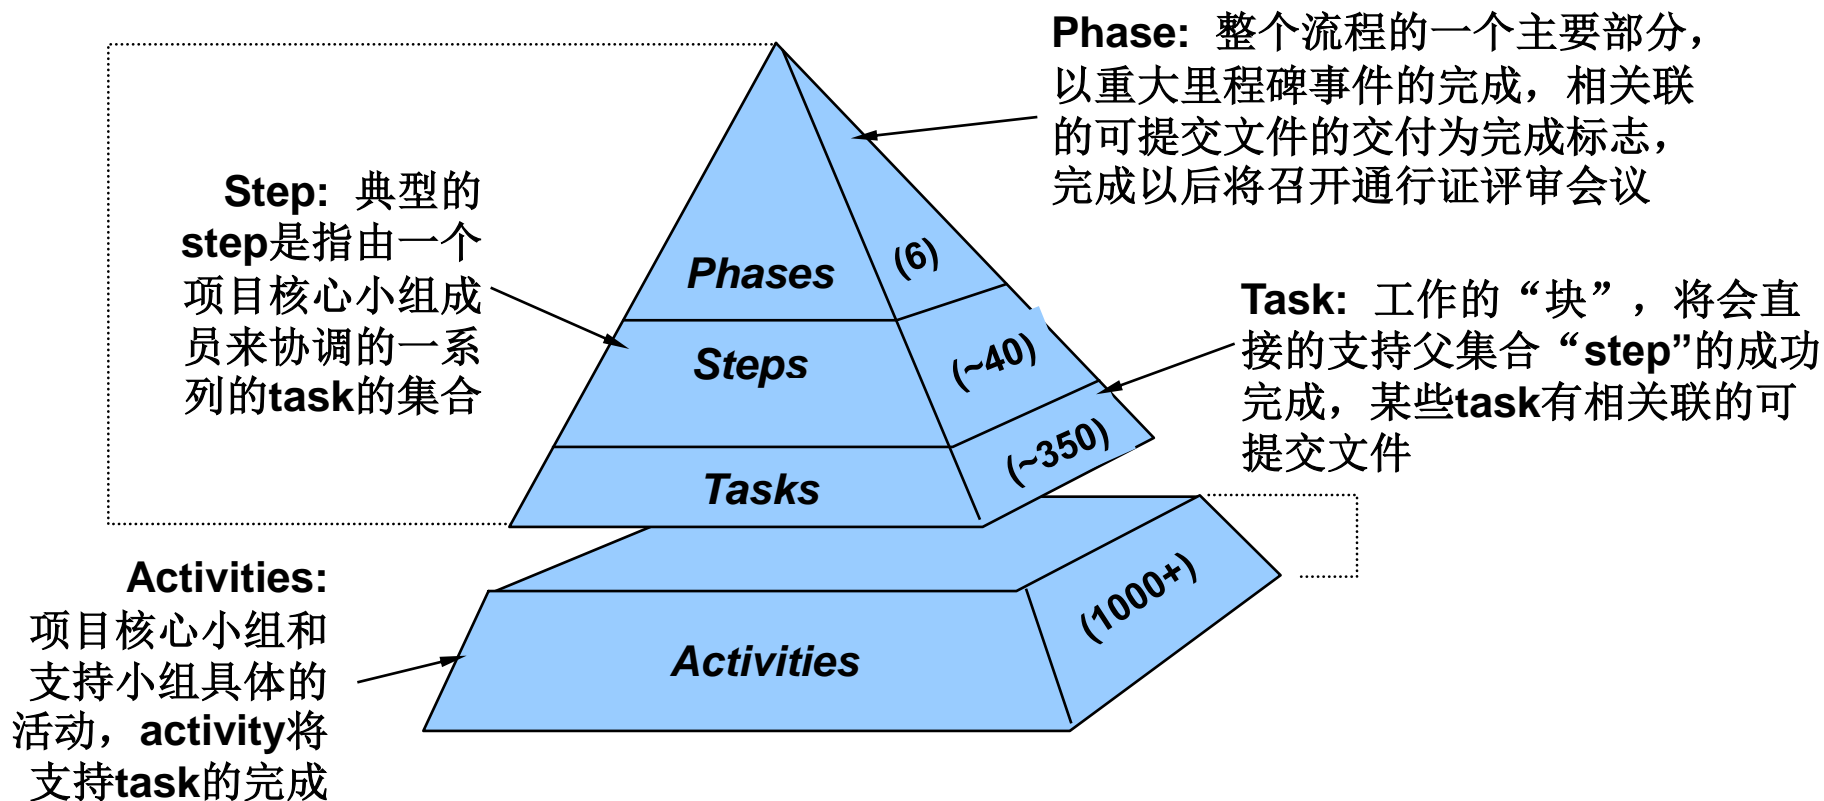 Phase: 整个流程的一个主要部分，
以重大里程碑事件的完成，相关联
的可提交文件的交付为完成标志，
完成以后将召开通行证评审会议
Step: 典型的
step是指由一个
项目核心小组成
员来协调的一系
列的task的集合
Phases
(6)
Task: 工作的“块”，将会直
接的支持父集合“step”的成功
完成，某些task有相关联的可
提交文件
Steps
(~40)
Tasks
(~350)
Activities:
项目核心小组和
支持小组具体的
活动，activity将
支持task的完成
Activities
(1000+)